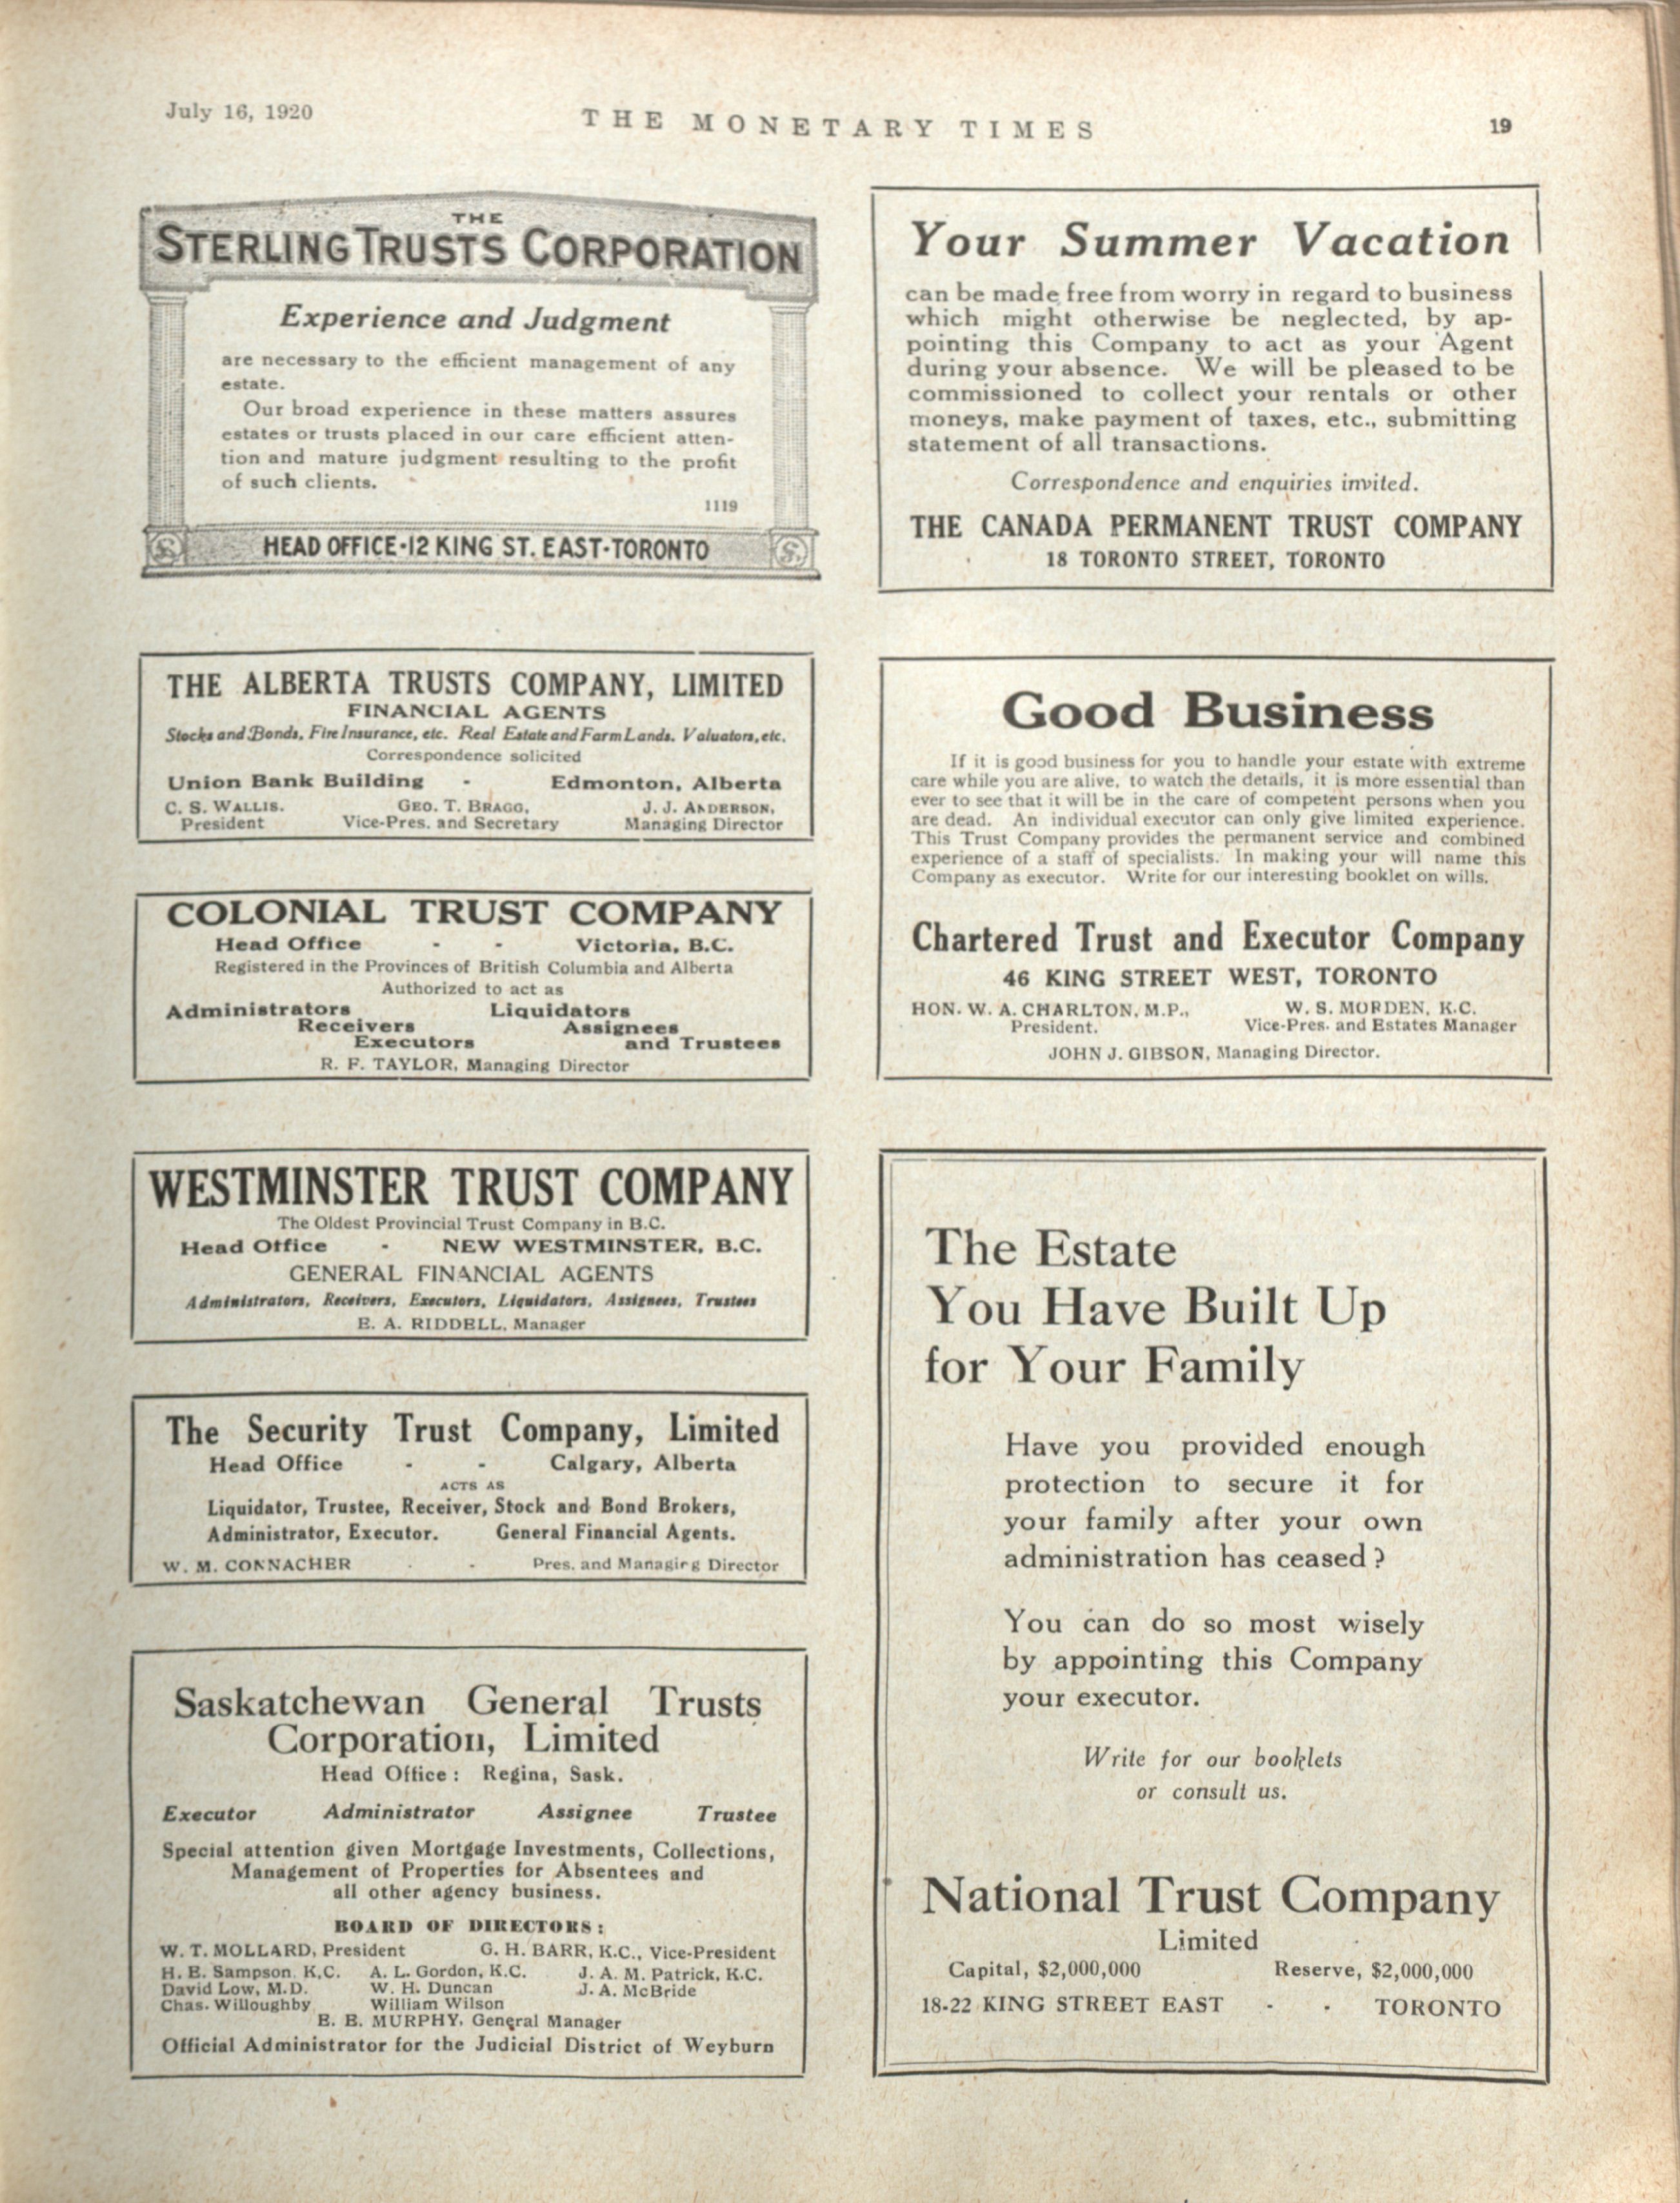 July 16, 1920
THE MONETARY TIMES
19
THE
STERLING TRUSTS CORPORATION
Experience and Judgment
are necessary to the efficient management of any
estate.
Our broad experience in these matters assures
estates or trusts placed in our care efficient atten-
tion and mature judgment resulting to the profit
of such clients.
1119
HEAD OFFICE-12 KING ST. EAST-TORONTO
THE ALBERTA TRUSTS COMPANY, LIMITED
FINANCIAL AGENTS
Stocks and Bonds, Fire Insurance, etc. Real Estate and Farm Lands. Valuators, etc.
Correspondence solicited
Union Bank Building - Edmonton, Alberta
C. S. WALLIS. GEO. T. BRAGG, J. J. ANDERSON,
President Vice-Pres. and Secretary Managing Director
COLONIAL TRUST COMPANY
Head Office - - Victoria, B.C.
Registered in the Provinces of British Columbia and Alberta
Authorized to act as
Administrators Liquidators
Receivers Assignees
Executors and Trustees
R. F. TAYLOR, Managing Director
WESTMINSTER TRUST COMPANY
The Oldest Provincial Trust Company in B.C.
Head Office - NEW WESTMINSTER, B.C.
GENERAL FINANCIAL AGENTS
Administrators, Receivers, Executors, Liquidators, Assignees, Trustees
E. A. RIDDELL, Manager
The Security Trust Company, Limited
Head Office - - Calgary, Alberta
ACTS AS
Liquidator, Trustee, Receiver, Stock and Bond Brokers,
Administrator, Executor. General Financial Agents.
W. M. CONNACHER - - Pres. and Managing Director
Saskatchewan General Trusts
Corporation, Limited
Head Office : Regina, Sask.
Executor Administrator Assignee Trustee
Special attention given Mortgage Investments, Collections,
Management of Properties for Absentees and
all other agency business.
BOARD OF DIRECTORS :
W. T. MOLLARD, President G. H. BARR, K.C., Vice-President
H. E. Sampson, K.C. A. L. Gordon, K.C. J. A. M. Patrick, K.C.
David Low, M.D. W. H. Duncan J. A. McBride
Chas. Willoughby William Wilson
E. E. MURPHY, General Manager
Official Administrator for the Judicial District of Weyburn
Your Summer Vacation
can be made free from worry in regard to business
which might otherwise be neglected, by ap-
pointing this Company to act as your Agent
during your absence. We will be pleased to be
commissioned to collect your rentals or other
moneys, make payment of taxes, etc., submitting
statement of all transactions.
Correspondence and enquiries invited.
THE CANADA PERMANENT TRUST COMPANY
18 TORONTO STREET, TORONTO
Good Business
If it is good business for you to handle your estate with extreme
care while you are alive, to watch the details, it is more essential than
ever to see that it will be in the care of competent persons when you
are dead. An individual executor can only give limited experience.
This Trust Company provides the permanent service and combined
experience of a staff of specialists. In making your will name this
Company as executor. Write for our interesting booklet on wills.
Chartered Trust and Executor Company
46 KING STREET WEST, TORONTO
HON. W. A. CHARLTON, M.P., W. S. MORDEN, K.C.
President. Vice-Pres. and Estates Manager
JOHN J. GIBSON, Managing Director.
The Estate
You Have Built Up
for Your Family
Have you provided enough
protection to secure it for
your family after your own
administration has ceased ?
You can do so most wisely
by appointing this Company
your executor.
Write for our booklets
or consult us.
National Trust Company
Limited
Capital, $2,000,000 Reserve, $2,000,000
18-22 KING STREET EAST - - TORONTO